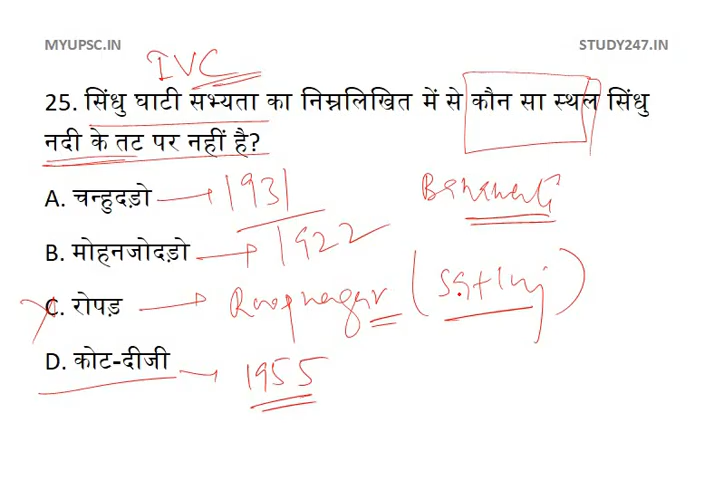 MYUPSC.IN STUDY247.IN
IVC
25. सिंधु घाटी सभ्यता का निम्नलिखित में से कौन सा स्थल सिंधु
नदी के तट पर नहीं है?
A. चन्हुदड़ो 1931
B. मोहनजोदड़ो 1922
C. रोपड़ Roopnagar (Satluj)
D. कोट-दीजी 1955